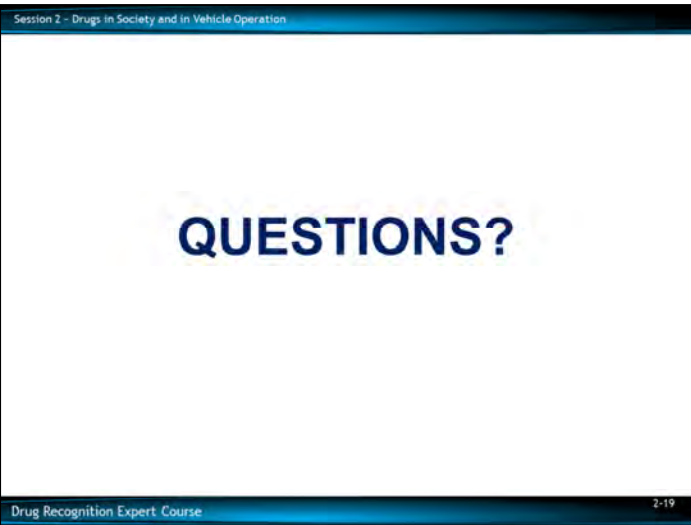 Session 2 - Drugs in Society and in Vehicle Operation
QUESTIONS?
Drug Recognition Expert Course
2-19